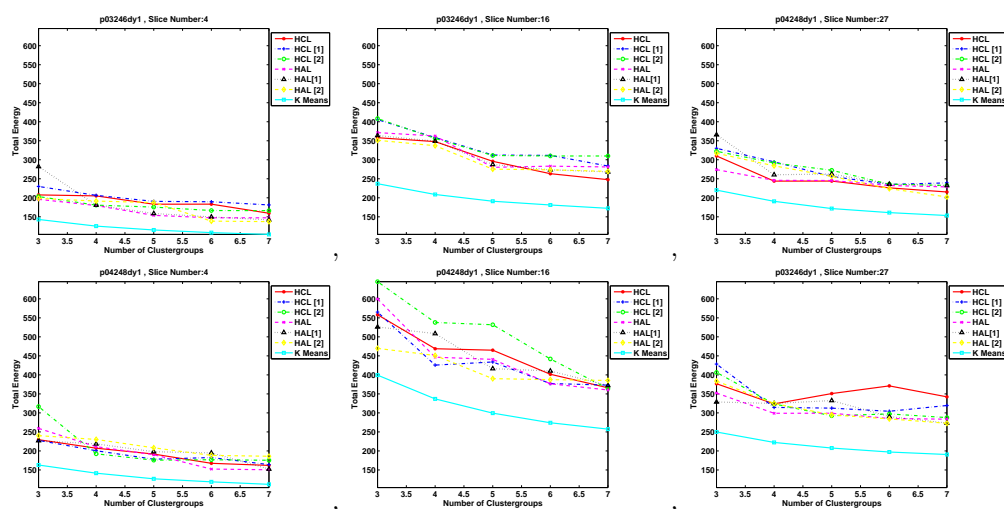 p03246dy1 , Slice Number:4
600
550
500
450
400
350
300
250
200
150
Total Energy
3 3.5 4 4.5 5 5.5 6 6.5 7
Number of Clustergroups
HCL
HCL [1]
HCL [2]
HAL
HAL[1]
HAL [2]
K Means
,
p03246dy1 , Slice Number:16
600
550
500
450
400
350
300
250
200
150
Total Energy
3 3.5 4 4.5 5 5.5 6 6.5 7
Number of Clustergroups
HCL
HCL [1]
HCL [2]
HAL
HAL[1]
HAL [2]
K Means
,
p04248dy1 , Slice Number:27
600
550
500
450
400
350
300
250
200
150
Total Energy
3 3.5 4 4.5 5 5.5 6 6.5 7
Number of Clustergroups
HCL
HCL [1]
HCL [2]
HAL
HAL[1]
HAL [2]
K Means
p04248dy1 , Slice Number:4
600
550
500
450
400
350
300
250
200
150
Total Energy
3 3.5 4 4.5 5 5.5 6 6.5 7
Number of Clustergroups
HCL
HCL [1]
HCL [2]
HAL
HAL[1]
HAL [2]
K Means
,
p04248dy1 , Slice Number:16
600
550
500
450
400
350
300
250
200
150
Total Energy
3 3.5 4 4.5 5 5.5 6 6.5 7
Number of Clustergroups
HCL
HCL [1]
HCL [2]
HAL
HAL[1]
HAL [2]
K Means
,
p03246dy1 , Slice Number:27
600
550
500
450
400
350
300
250
200
150
Total Energy
3 3.5 4 4.5 5 5.5 6 6.5 7
Number of Clustergroups
HCL
HCL [1]
HCL [2]
HAL
HAL[1]
HAL [2]
K Means